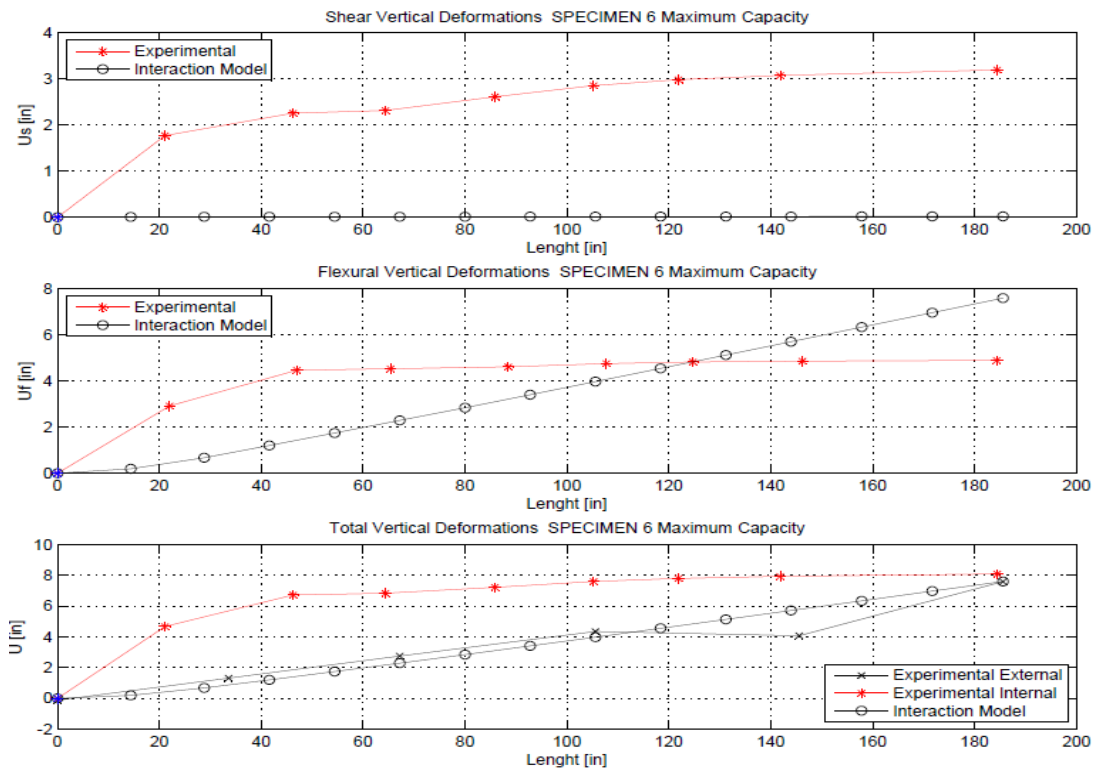 Shear Vertical Deformations SPECIMEN 6 Maximum Capacity
4
3
2
1
0
Us [in]
Experimental
Interaction Model
0 20 40 60 80 100 120 140 160 180 200
Lenght [in]
Flexural Vertical Deformations SPECIMEN 6 Maximum Capacity
8
6
4
2
0
Uf [in]
Experimental
Interaction Model
0 20 40 60 80 100 120 140 160 180 200
Lenght [in]
Total Vertical Deformations SPECIMEN 6 Maximum Capacity
10
8
6
4
2
0
-2
U [in]
Experimental External
Experimental Internal
Interaction Model
0 20 40 60 80 100 120 140 160 180 200
Lenght [in]